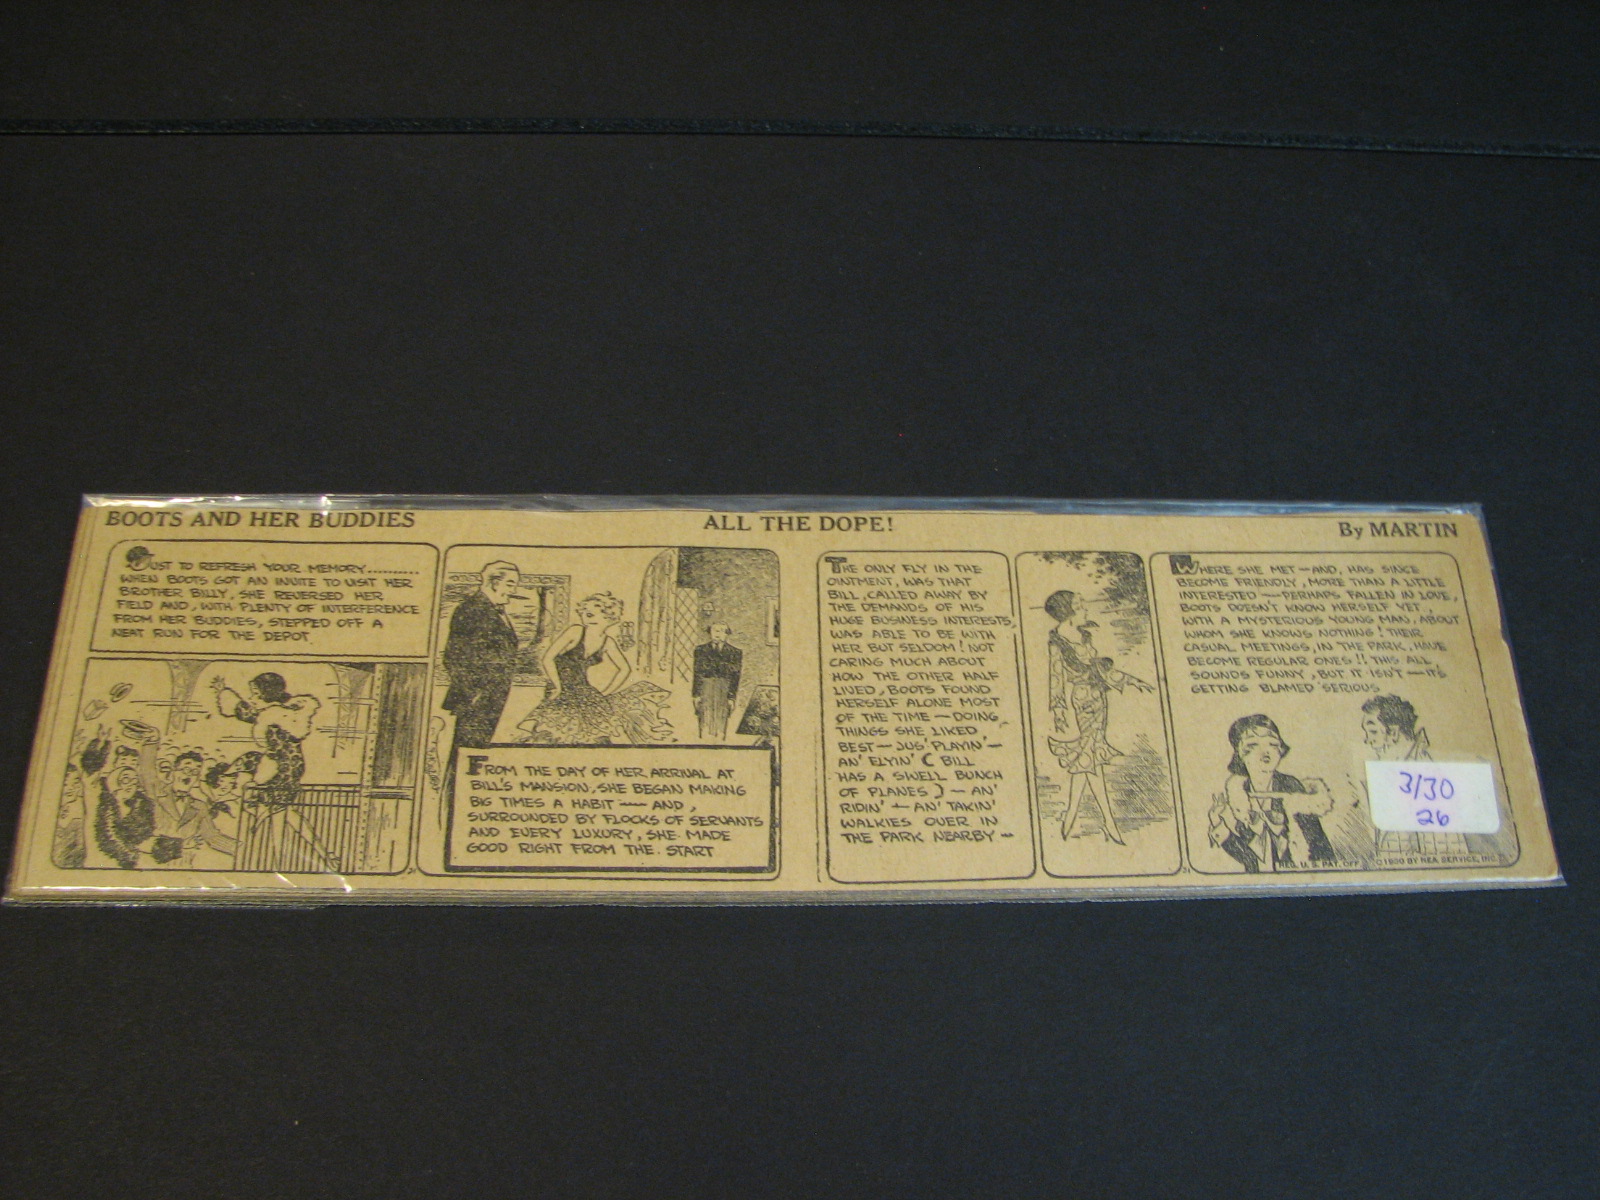 BOOTS AND HER BUDDIES
ALL THE DOPE!
By MARTIN
JUST TO REFRESH YOUR MEMORY..........
WHEN BOOTS GOT AN INVITE TO VISIT HER
BROTHER BILLY, SHE REVERSED HER
FIELD AND, WITH PLENTY OF INTERFERENCE
FROM HER BUDDIES, STEPPED OFF A
NEAT RUN FOR THE DEPOT
FROM THE DAY OF HER ARRIVAL AT
BILL'S MANSION, SHE BEGAN MAKING
BIG TIMES A HABIT — AND,
SURROUNDED BY FLOCKS OF SERVANTS
AND EVERY LUXURY, SHE MADE
GOOD RIGHT FROM THE START
THE ONLY FLY IN THE
OINTMENT, WAS THAT
BILL, CALLED AWAY BY
THE DEMANDS OF HIS
HUGE BUSINESS INTERESTS,
WAS ABLE TO BE WITH
HER BUT SELDOM! NOT
CARING MUCH ABOUT
HOW THE OTHER HALF
LIVED, BOOTS FOUND
HERSELF ALONE MOST
OF THE TIME — DOING
THINGS SHE LIKED
BEST — JUS' PLAYIN' —
AN' FLYIN' ( BILL
HAS A SWELL BUNCH
OF PLANES ) — AN'
RIDIN' — AN' TAKIN'
WALKIES OVER IN
THE PARK NEARBY —
WHERE SHE MET — AND, HAS SINCE
BECOME FRIENDLY, MORE THAN A LITTLE
INTERESTED — PERHAPS FALLEN IN LOVE,
BOOTS DOESN'T KNOW HERSELF YET,
WITH A MYSTERIOUS YOUNG MAN, ABOUT
WHOM SHE KNOWS NOTHING! THEIR
CASUAL MEETINGS, IN THE PARK, HAVE
BECOME REGULAR ONES!! THIS ALL
SOUNDS FUNNY, BUT IT ISN'T — IT'S
GETTING BLAMED SERIOUS
3/30
26
REG. U. S. PAT. OFF.
©1930 BY NEA SERVICE, INC.